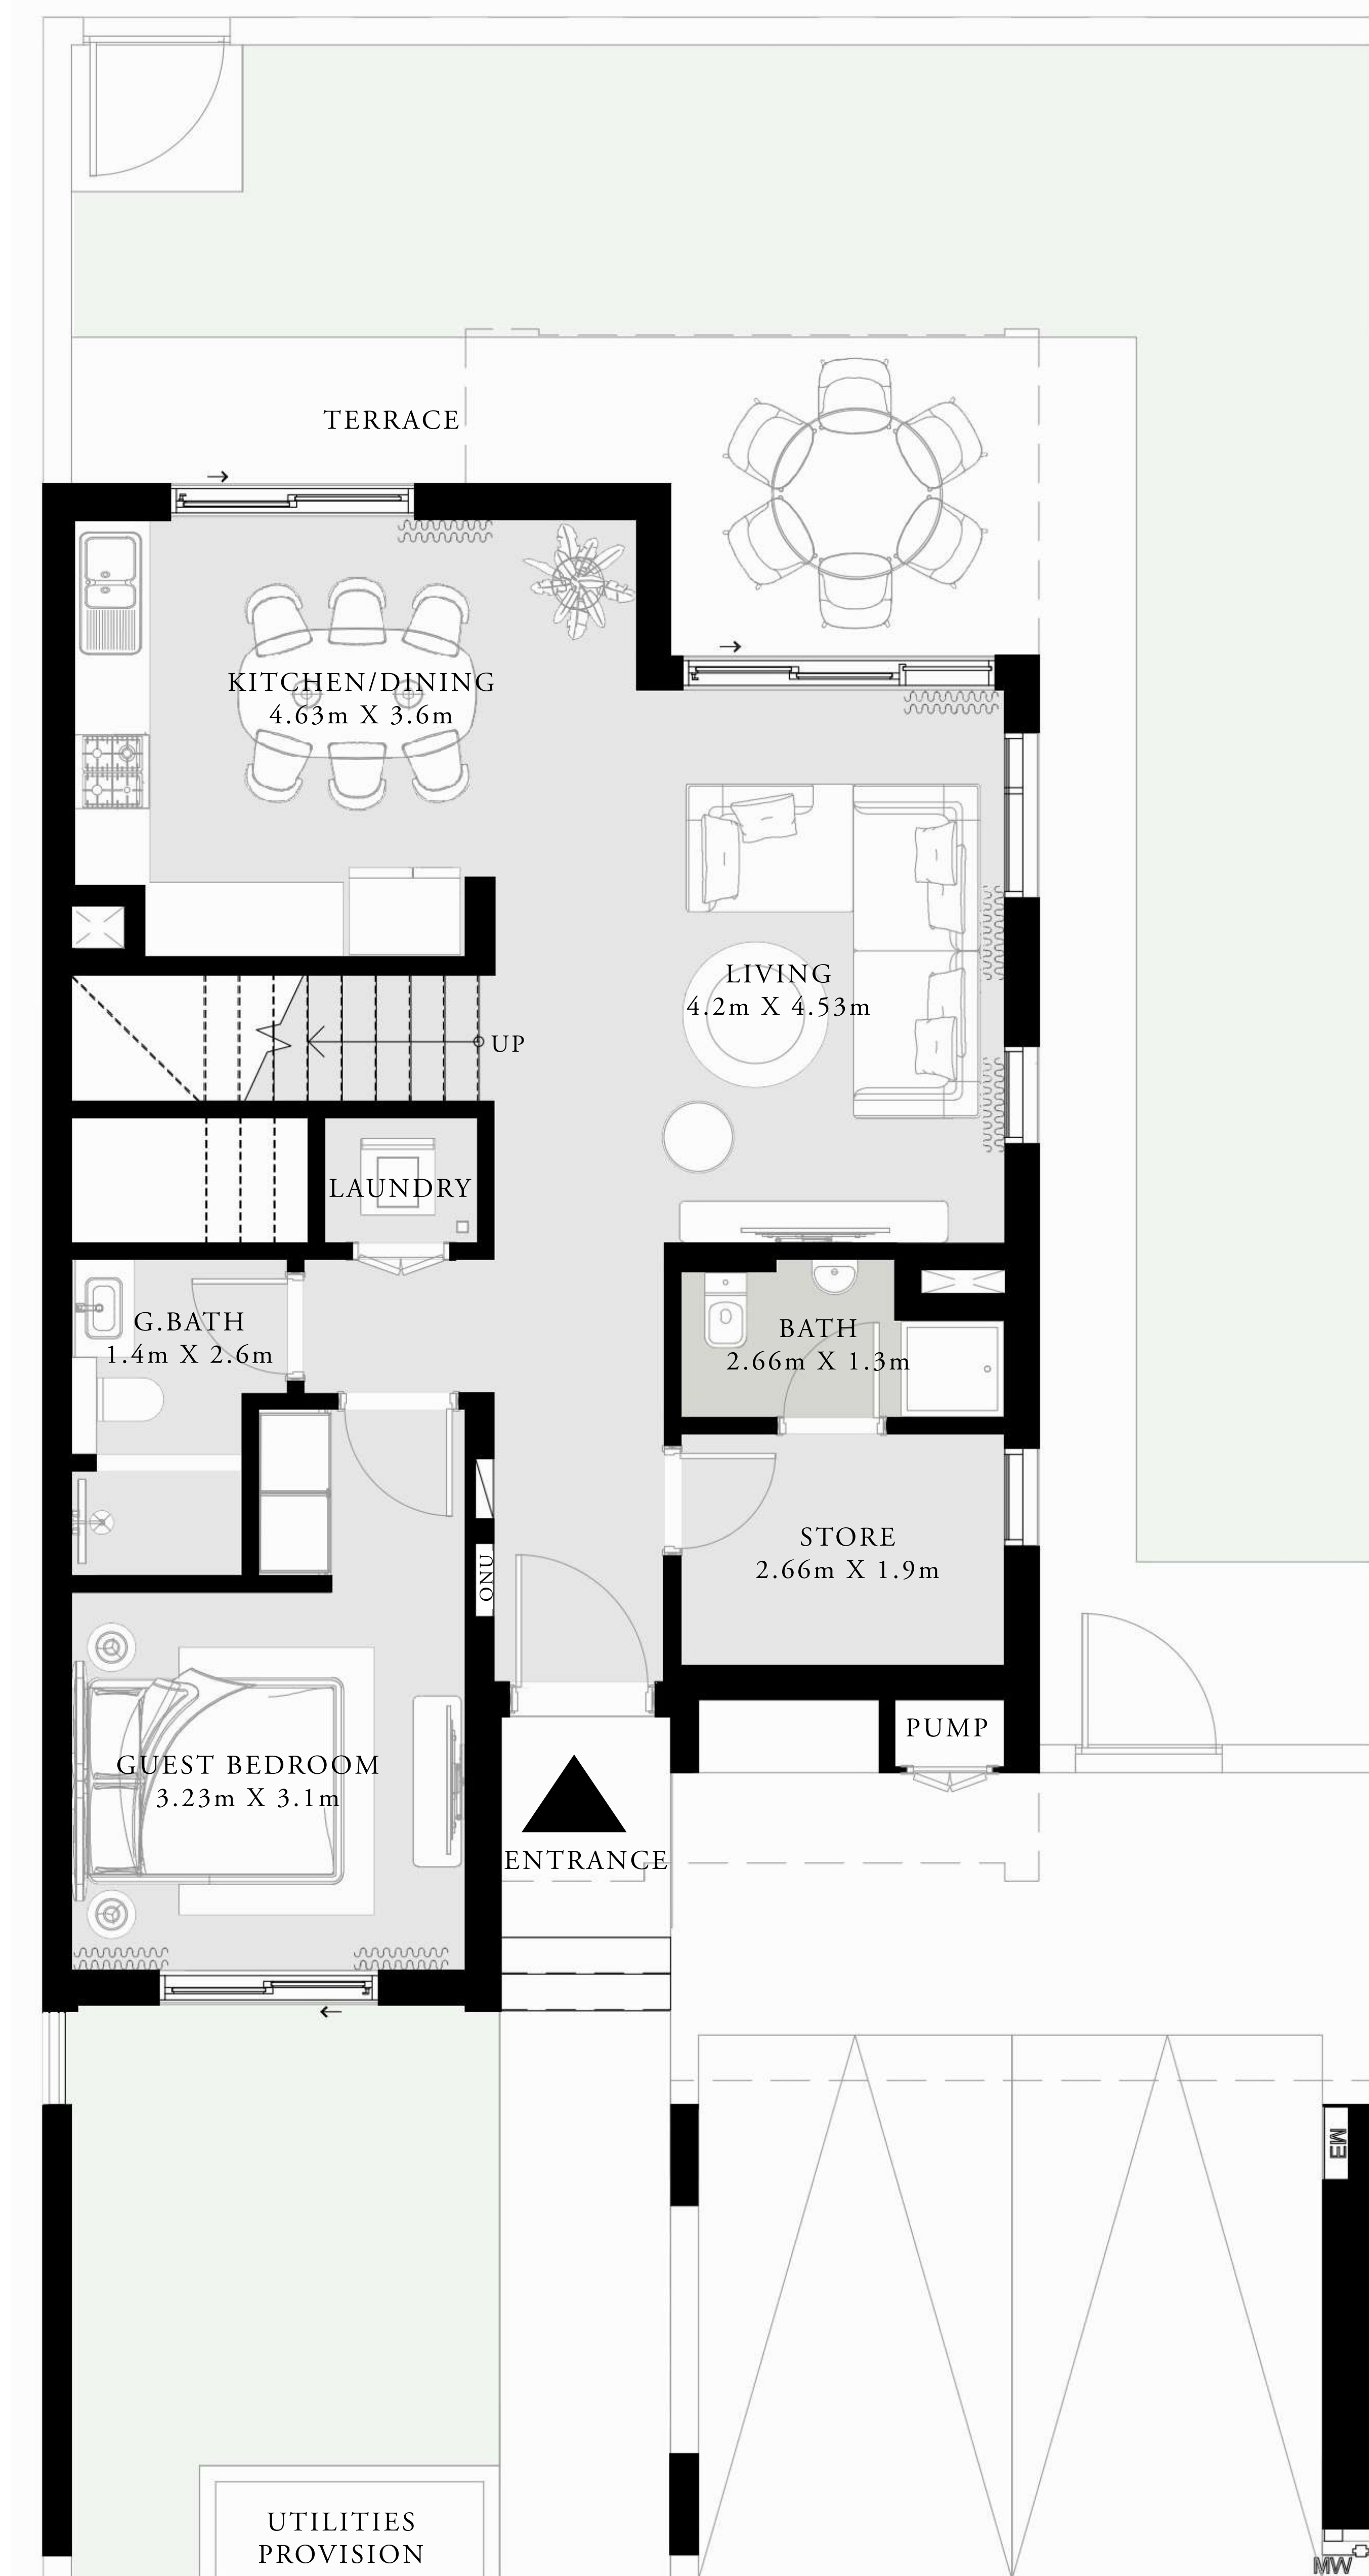 TERRACE
KITCHEN/DINING
4.63m X 3.6m
LIVING
4.2m X 4.53m
UP
LAUNDRY
G.BATH
1.4m X 2.6m
BATH
2.66m X 1.3m
STORE
2.66m X 1.9m
ONU
PUMP
GUEST BEDROOM
3.23m X 3.1m
ENTRANCE
EM
UTILITIES
PROVISION
MW